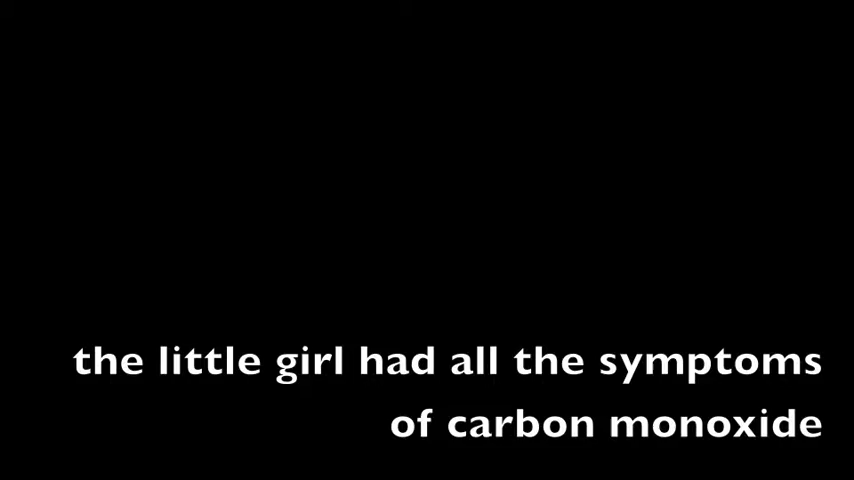 the little girl had all the symptoms
of carbon monoxide